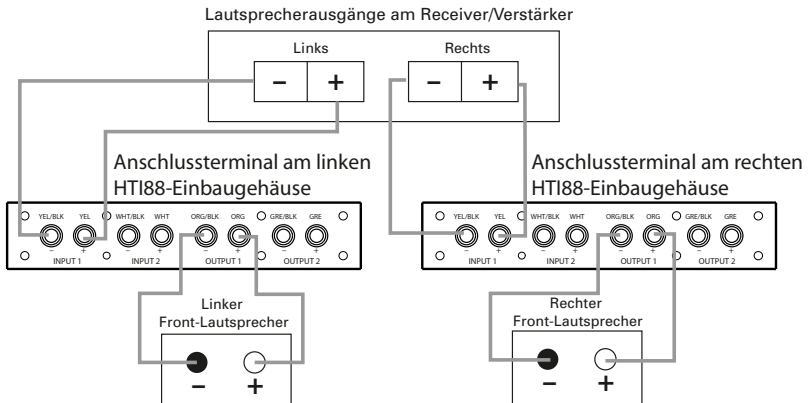 Lautsprecherausgänge am Receiver/Verstärker
Links Rechts
– + – +
Anschlussterminal am linken
HTI88-Einbaugehäuse
Anschlussterminal am rechten
HTI88-Einbaugehäuse
YEL/BLK YEL WHT/BLK WHT ORG/BLK ORG GRE/BLK GRE
– + – + – + – +
INPUT 1 INPUT 2 OUTPUT 1 OUTPUT 2
YEL/BLK YEL WHT/BLK WHT ORG/BLK ORG GRE/BLK GRE
– + – + – + – +
INPUT 1 INPUT 2 OUTPUT 1 OUTPUT 2
Linker
Front-Lautsprecher
– +
Rechter
Front-Lautsprecher
– +